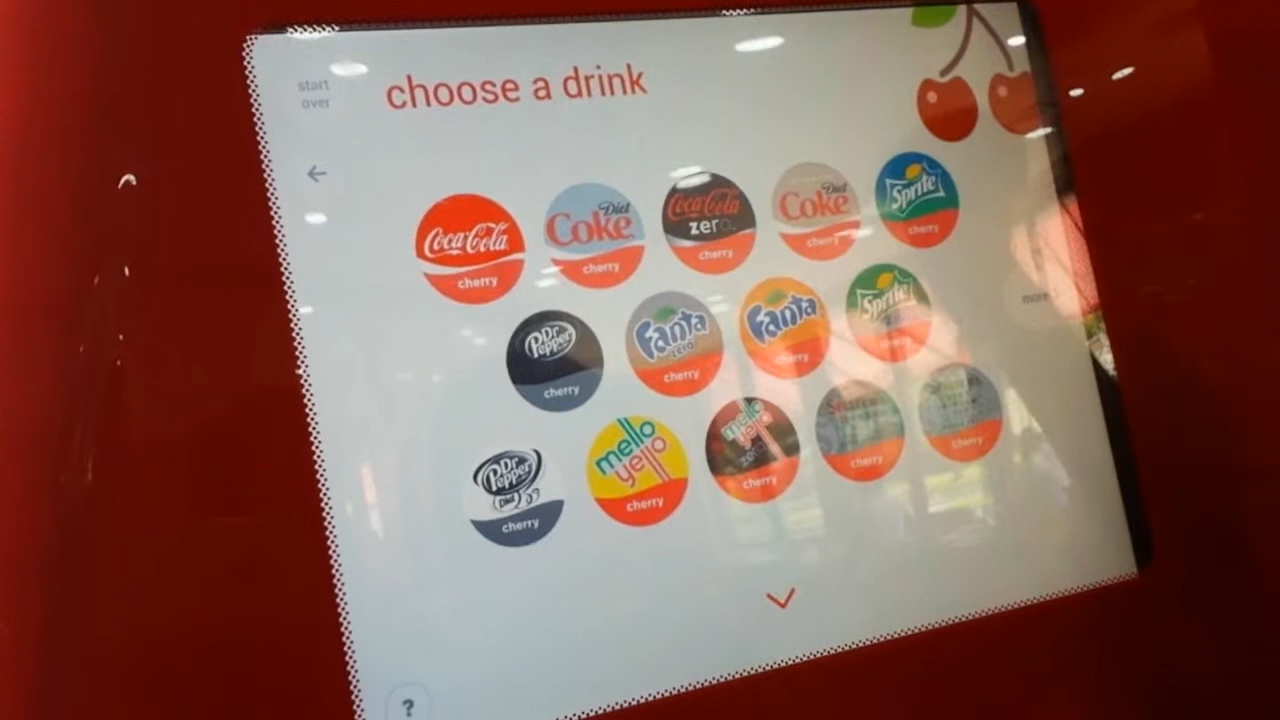 start
over
choose a drink
Coca-Cola
cherry
Diet
Coke
cherry
Coca-Cola
zero
cherry
Diet
Coke
cherry
Sprite
cherry
Dr
Pepper
cherry
Fanta
zero
cherry
Fanta
cherry
Sprite
cherry
more
Dr
Pepper
Diet
cherry
mello
yello
cherry
mello
yello
zero
cherry
cherry
cherry
?